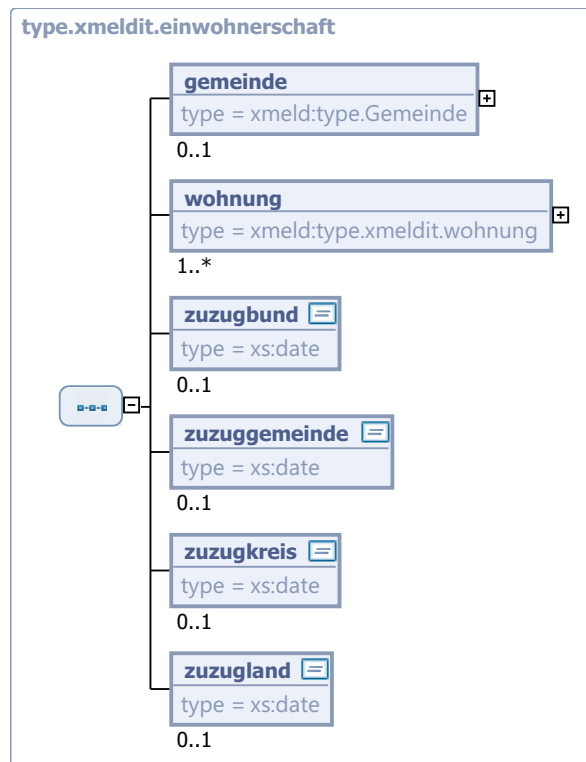 type.xmeldit.einwohnerschaft
gemeinde
type = xmeld:type.Gemeinde
0..1
wohnung
type = xmeld:type.xmeldit.wohnung
1..*
zuzugbund
type = xs:date
0..1
zuzuggemeinde
type = xs:date
0..1
zuzugkreis
type = xs:date
0..1
zuzugland
type = xs:date
0..1